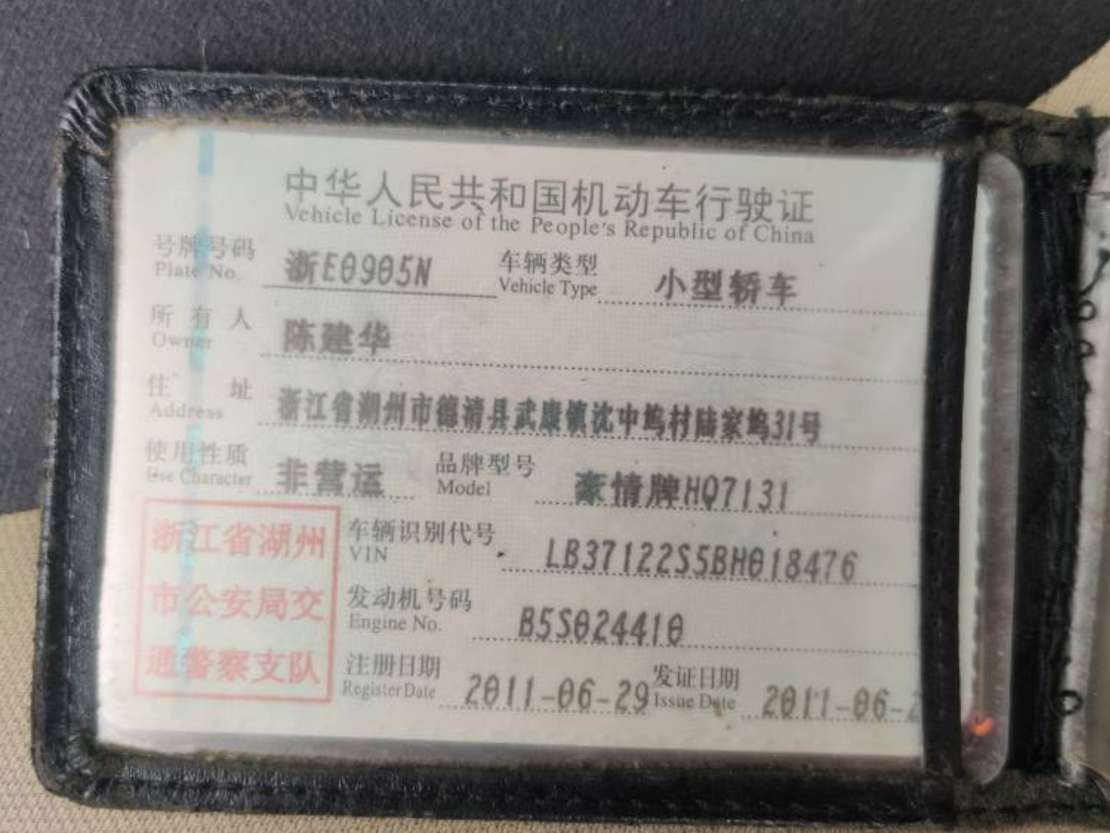 中华人民共和国机动车行驶证
Vehicle License of the People's Republic of China
号牌号码 浙E0905N 车辆类型 小型轿车
Plate No. Vehicle Type
所有人 陈建华
Owner
住址 浙江省湖州市德清县武康镇沈中坞村陆家坞31号
Address
使用性质 非营运 品牌型号 豪情牌HQ7131
Use Character Model
浙江省湖州
市公安局交
通警察支队
车辆识别代号 LB37122S5BH018476
VIN
发动机号码 B5S024410
Engine No.
注册日期 2011-06-29 发证日期 2011-06-2
Register Date Issue Date